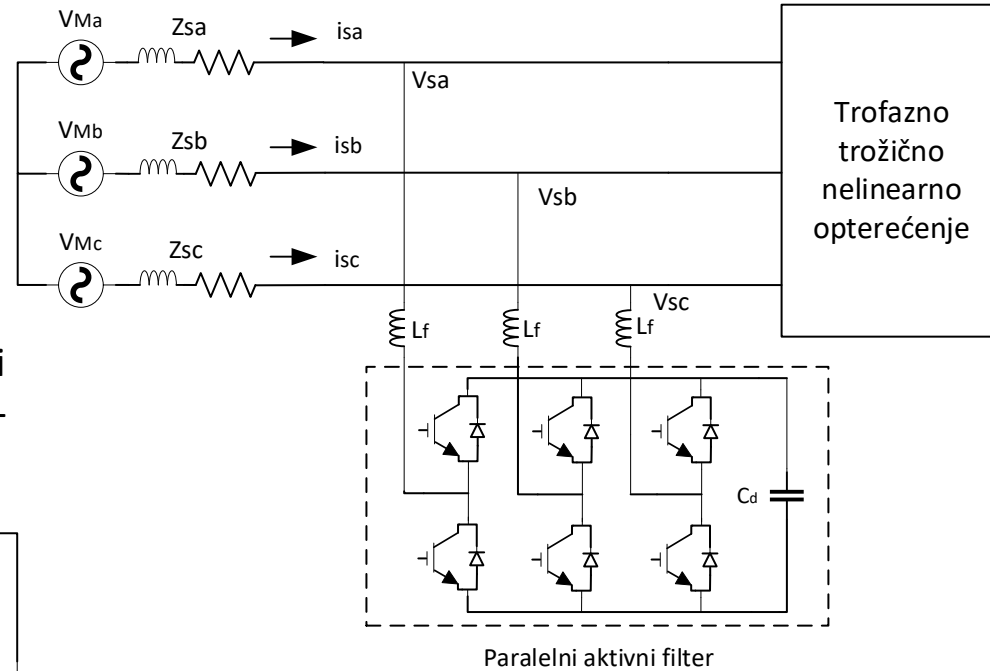 VMa Zsa isa
Vsa
VMb Zsb isb
Vsb
VMc Zsc isc
Vsc
Trofazno
trožično
nelinearno
opterećenje
Lf Lf Lf
i
-
Cd
Paralelni aktivni filter